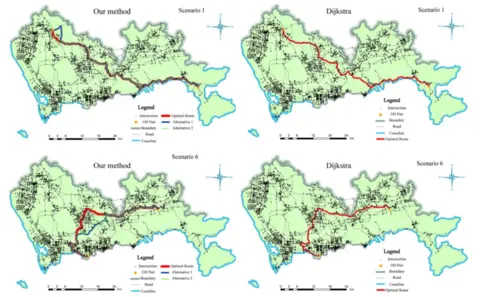 Our method
Scenario 1
Legend
Intersection
Optimal Route
OD Pair
Alternative 1
Boundary
Alternative 2
Road
Coastline
Dijkstra
Scenario 1
Legend
Intersection
OD Pair
Boundary
Road
Coastline
Optimal Route
Our method
Scenario 6
Legend
Intersection
Optimal Route
OD Pair
Alternative 1
Boundary
Alternative 2
Road
Coastline
Dijkstra
Scenario 6
Legend
Intersection
OD Pair
Boundary
Road
Coastline
Optimal Route